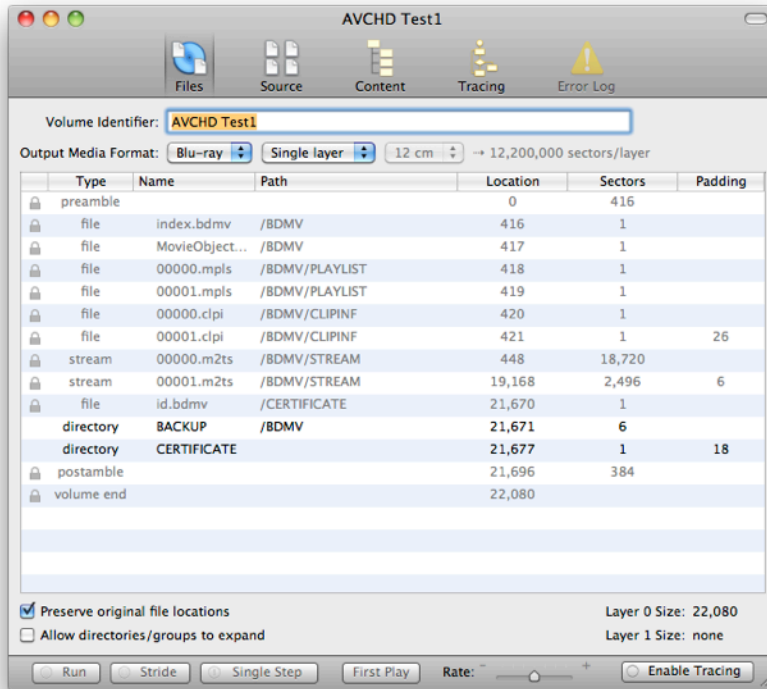 AVCHD Test1
Files Source Content Tracing Error Log
Volume Identifier: AVCHD Test1
Output Media Format: Blu-ray Single layer 12 cm → 12,200,000 sectors/layer
Type Name Path Location Sectors Padding
preamble 0 416
file index.bdmv /BDMV 416 1
file MovieObject... /BDMV 417 1
file 00000.mpls /BDMV/PLAYLIST 418 1
file 00001.mpls /BDMV/PLAYLIST 419 1
file 00000.clpi /BDMV/CLIPINF 420 1
file 00001.clpi /BDMV/CLIPINF 421 1 26
stream 00000.m2ts /BDMV/STREAM 448 18,720
stream 00001.m2ts /BDMV/STREAM 19,168 2,496 6
file id.bdmv /CERTIFICATE 21,670 1
directory BACKUP /BDMV 21,671 6
directory CERTIFICATE 21,677 1 18
postamble 21,696 384
volume end 22,080
Preserve original file locations Layer 0 Size: 22,080
Allow directories/groups to expand Layer 1 Size: none
Run Stride Single Step First Play Rate: - + Enable Tracing